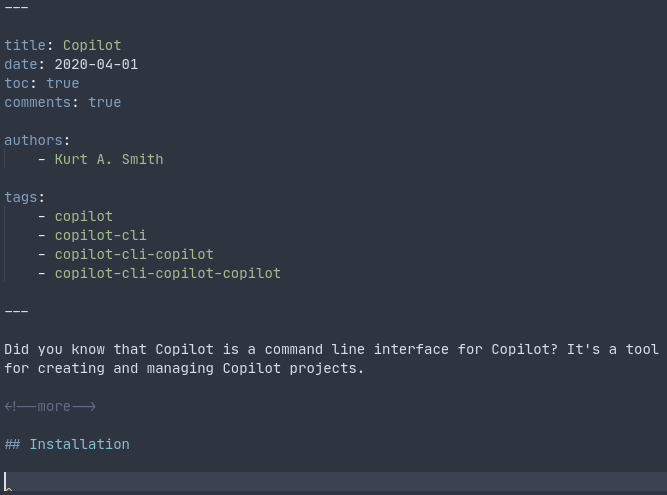 ---
title: Copilot
date: 2020-04-01
toc: true
comments: true
authors:
- Kurt A. Smith
tags:
- copilot
- copilot-cli
- copilot-cli-copilot
- copilot-cli-copilot-copilot
---
Did you know that Copilot is a command line interface for Copilot? It's a tool
for creating and managing Copilot projects.
<!--more-->
## Installation